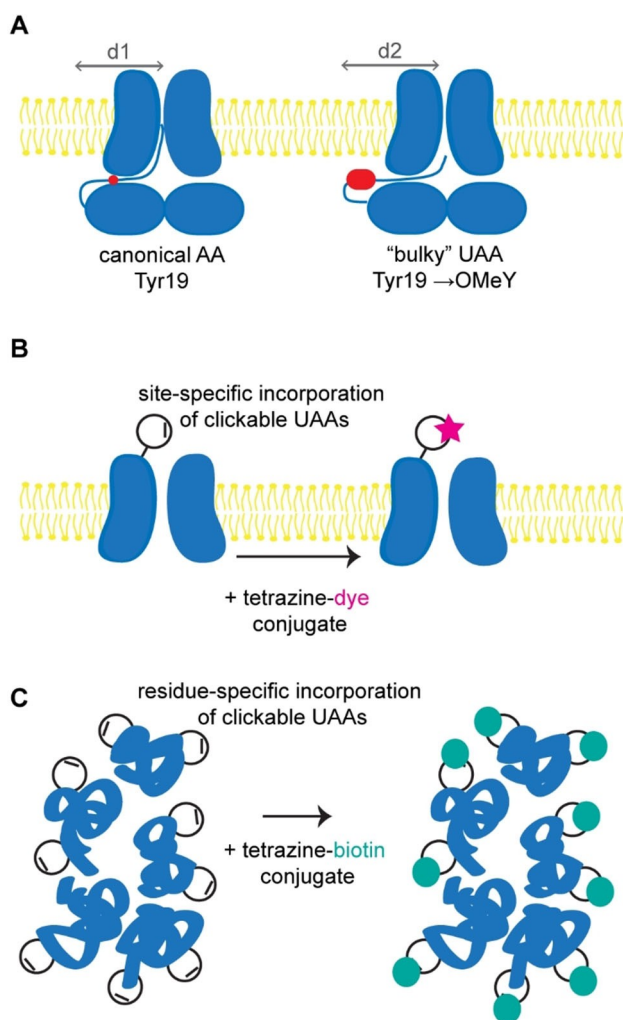 A
d1
d2
canonical AA
Tyr19
“bulky” UAA
Tyr19 →OMeY
B
site-specific incorporation
of clickable UAAs
+ tetrazine-dye
conjugate
C
residue-specific incorporation
of clickable UAAs
+ tetrazine-biotin
conjugate